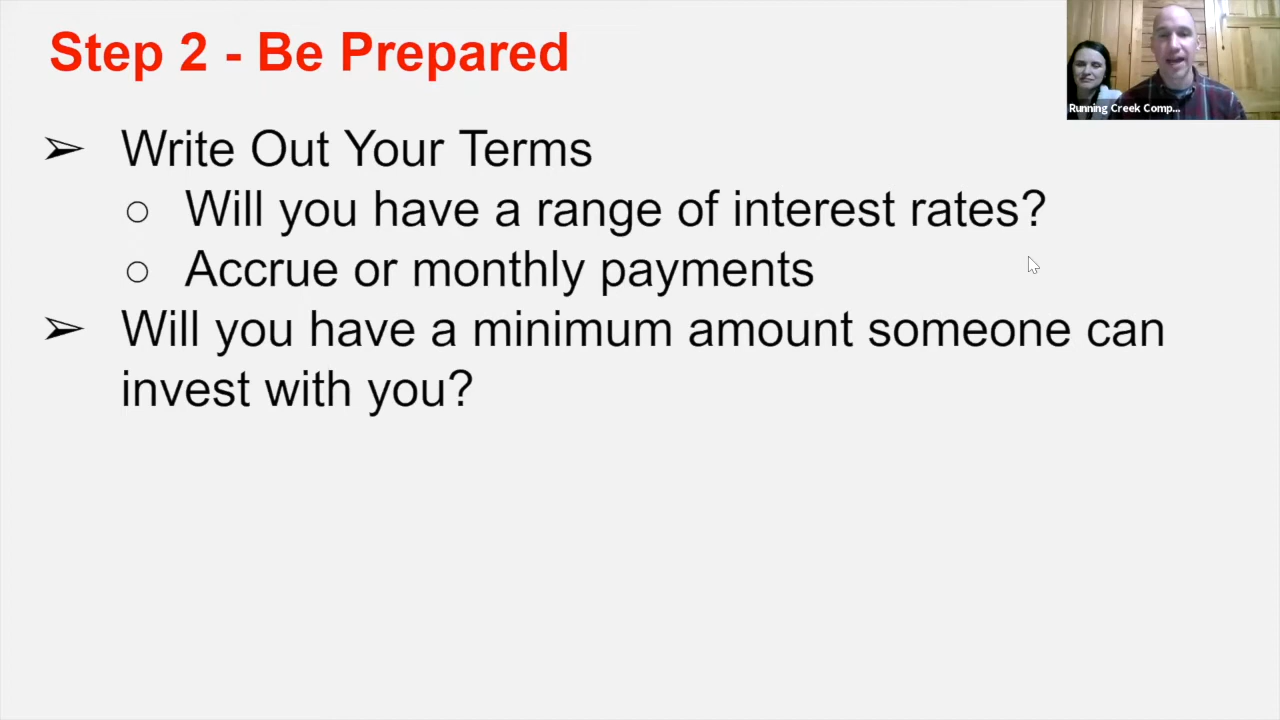 Step 2 - Be Prepared
Running Creek Comp...
➢ Write Out Your Terms
○ Will you have a range of interest rates?
○ Accrue or monthly payments
➢ Will you have a minimum amount someone can
invest with you?